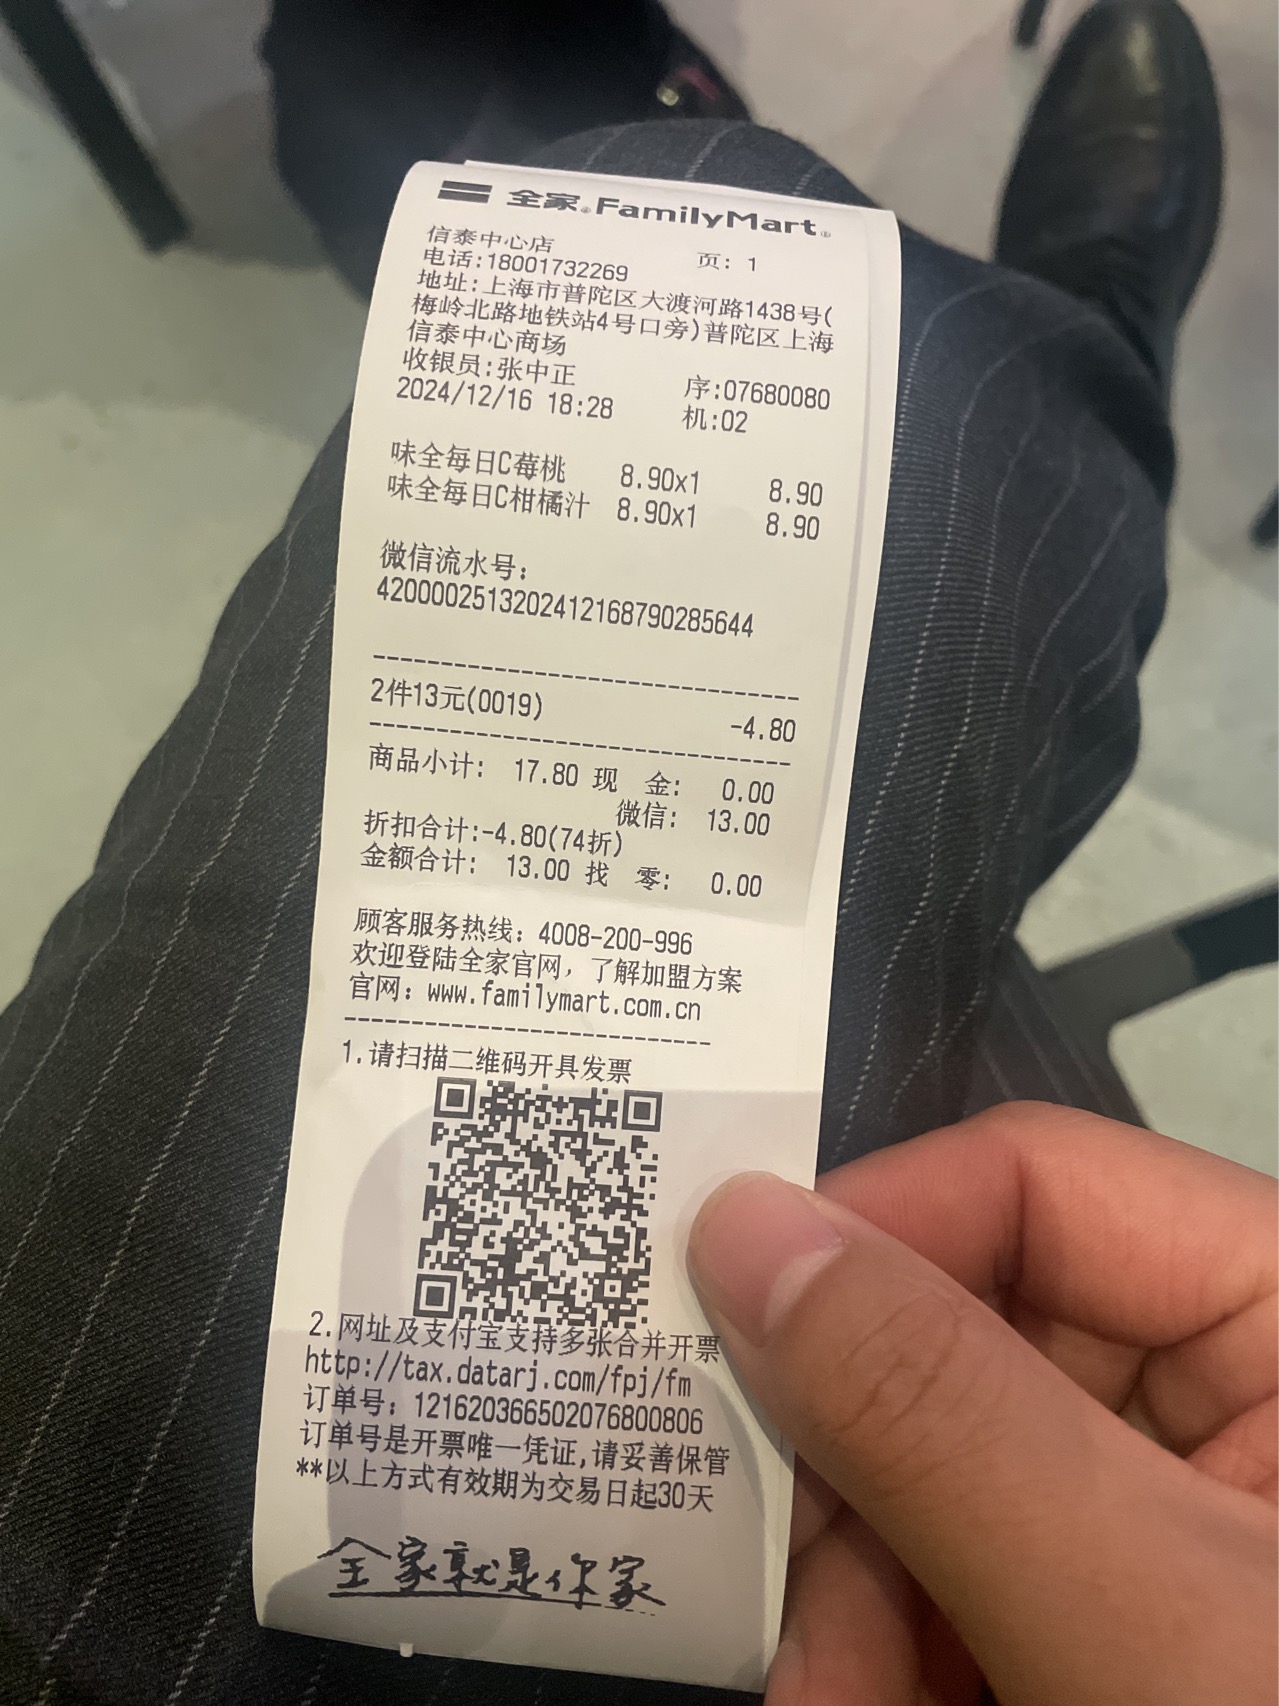 全家®FamilyMart®
信泰中心店 页: 1
电话:18001732269
地址:上海市普陀区大渡河路1438号(
梅岭北路地铁站4号口旁)普陀区上海
信泰中心商场
收银员:张中正 序:07680080
2024/12/16 18:28 机:02
味全每日C莓桃 8.90x1 8.90
味全每日C柑橘汁 8.90x1 8.90
微信流水号:
4200002513202412168790285644
2件13元(0019) -4.80
商品小计: 17.80 现 金: 0.00
微信: 13.00
折扣合计:-4.80(74折)
金额合计: 13.00 找 零: 0.00
顾客服务热线: 4008-200-996
欢迎登陆全家官网, 了解加盟方案
官网: www.familymart.com.cn
1.请扫描二维码开具发票
2.网址及支付宝支持多张合并开票
http://tax.datarj.com/fpj/fm
订单号: 121620366502076800806
订单号是开票唯一凭证,请妥善保管
**以上方式有效期为交易日起30天
全家就是你家